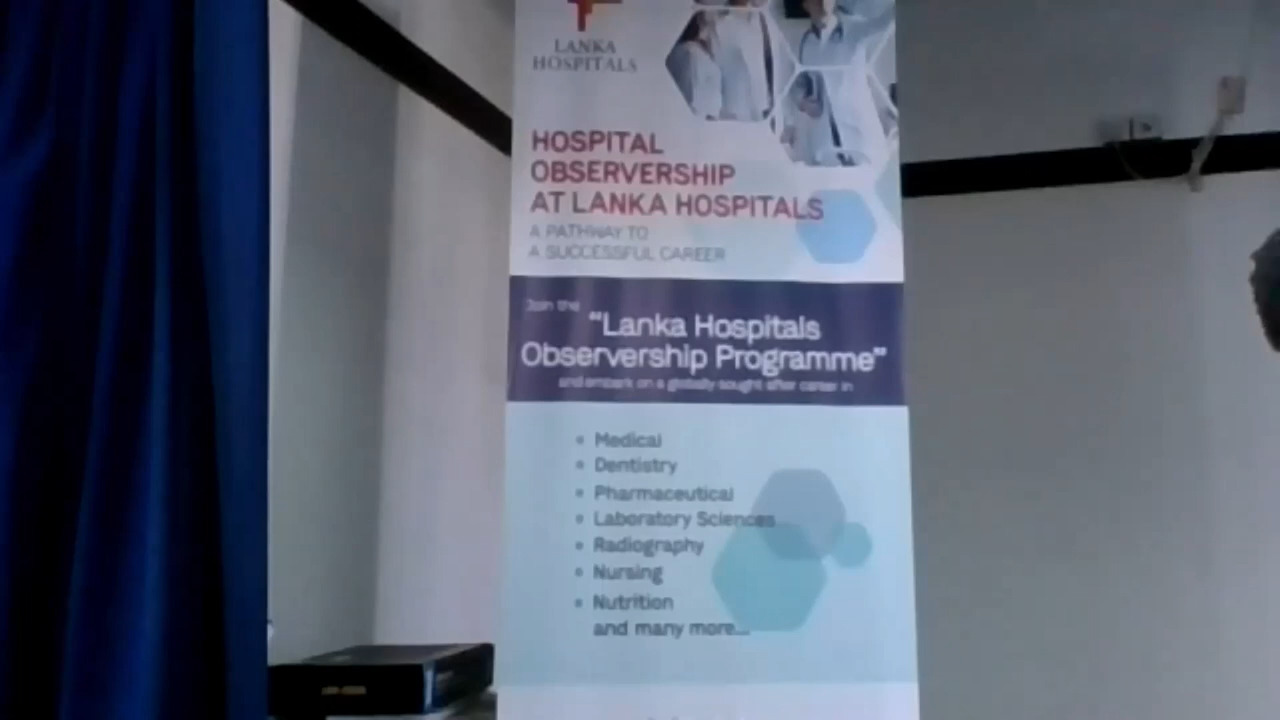 LANKA
HOSPITALS
HOSPITAL
OBSERVERSHIP
AT LANKA HOSPITALS
A PATHWAY TO
A SUCCESSFUL CAREER
Join the
“Lanka Hospitals
Observership Programme”
and embark on a globally sought after career in
• Medical
• Dentistry
• Pharmaceutical
• Laboratory Sciences
• Radiography
• Nursing
• Nutrition
and many more...